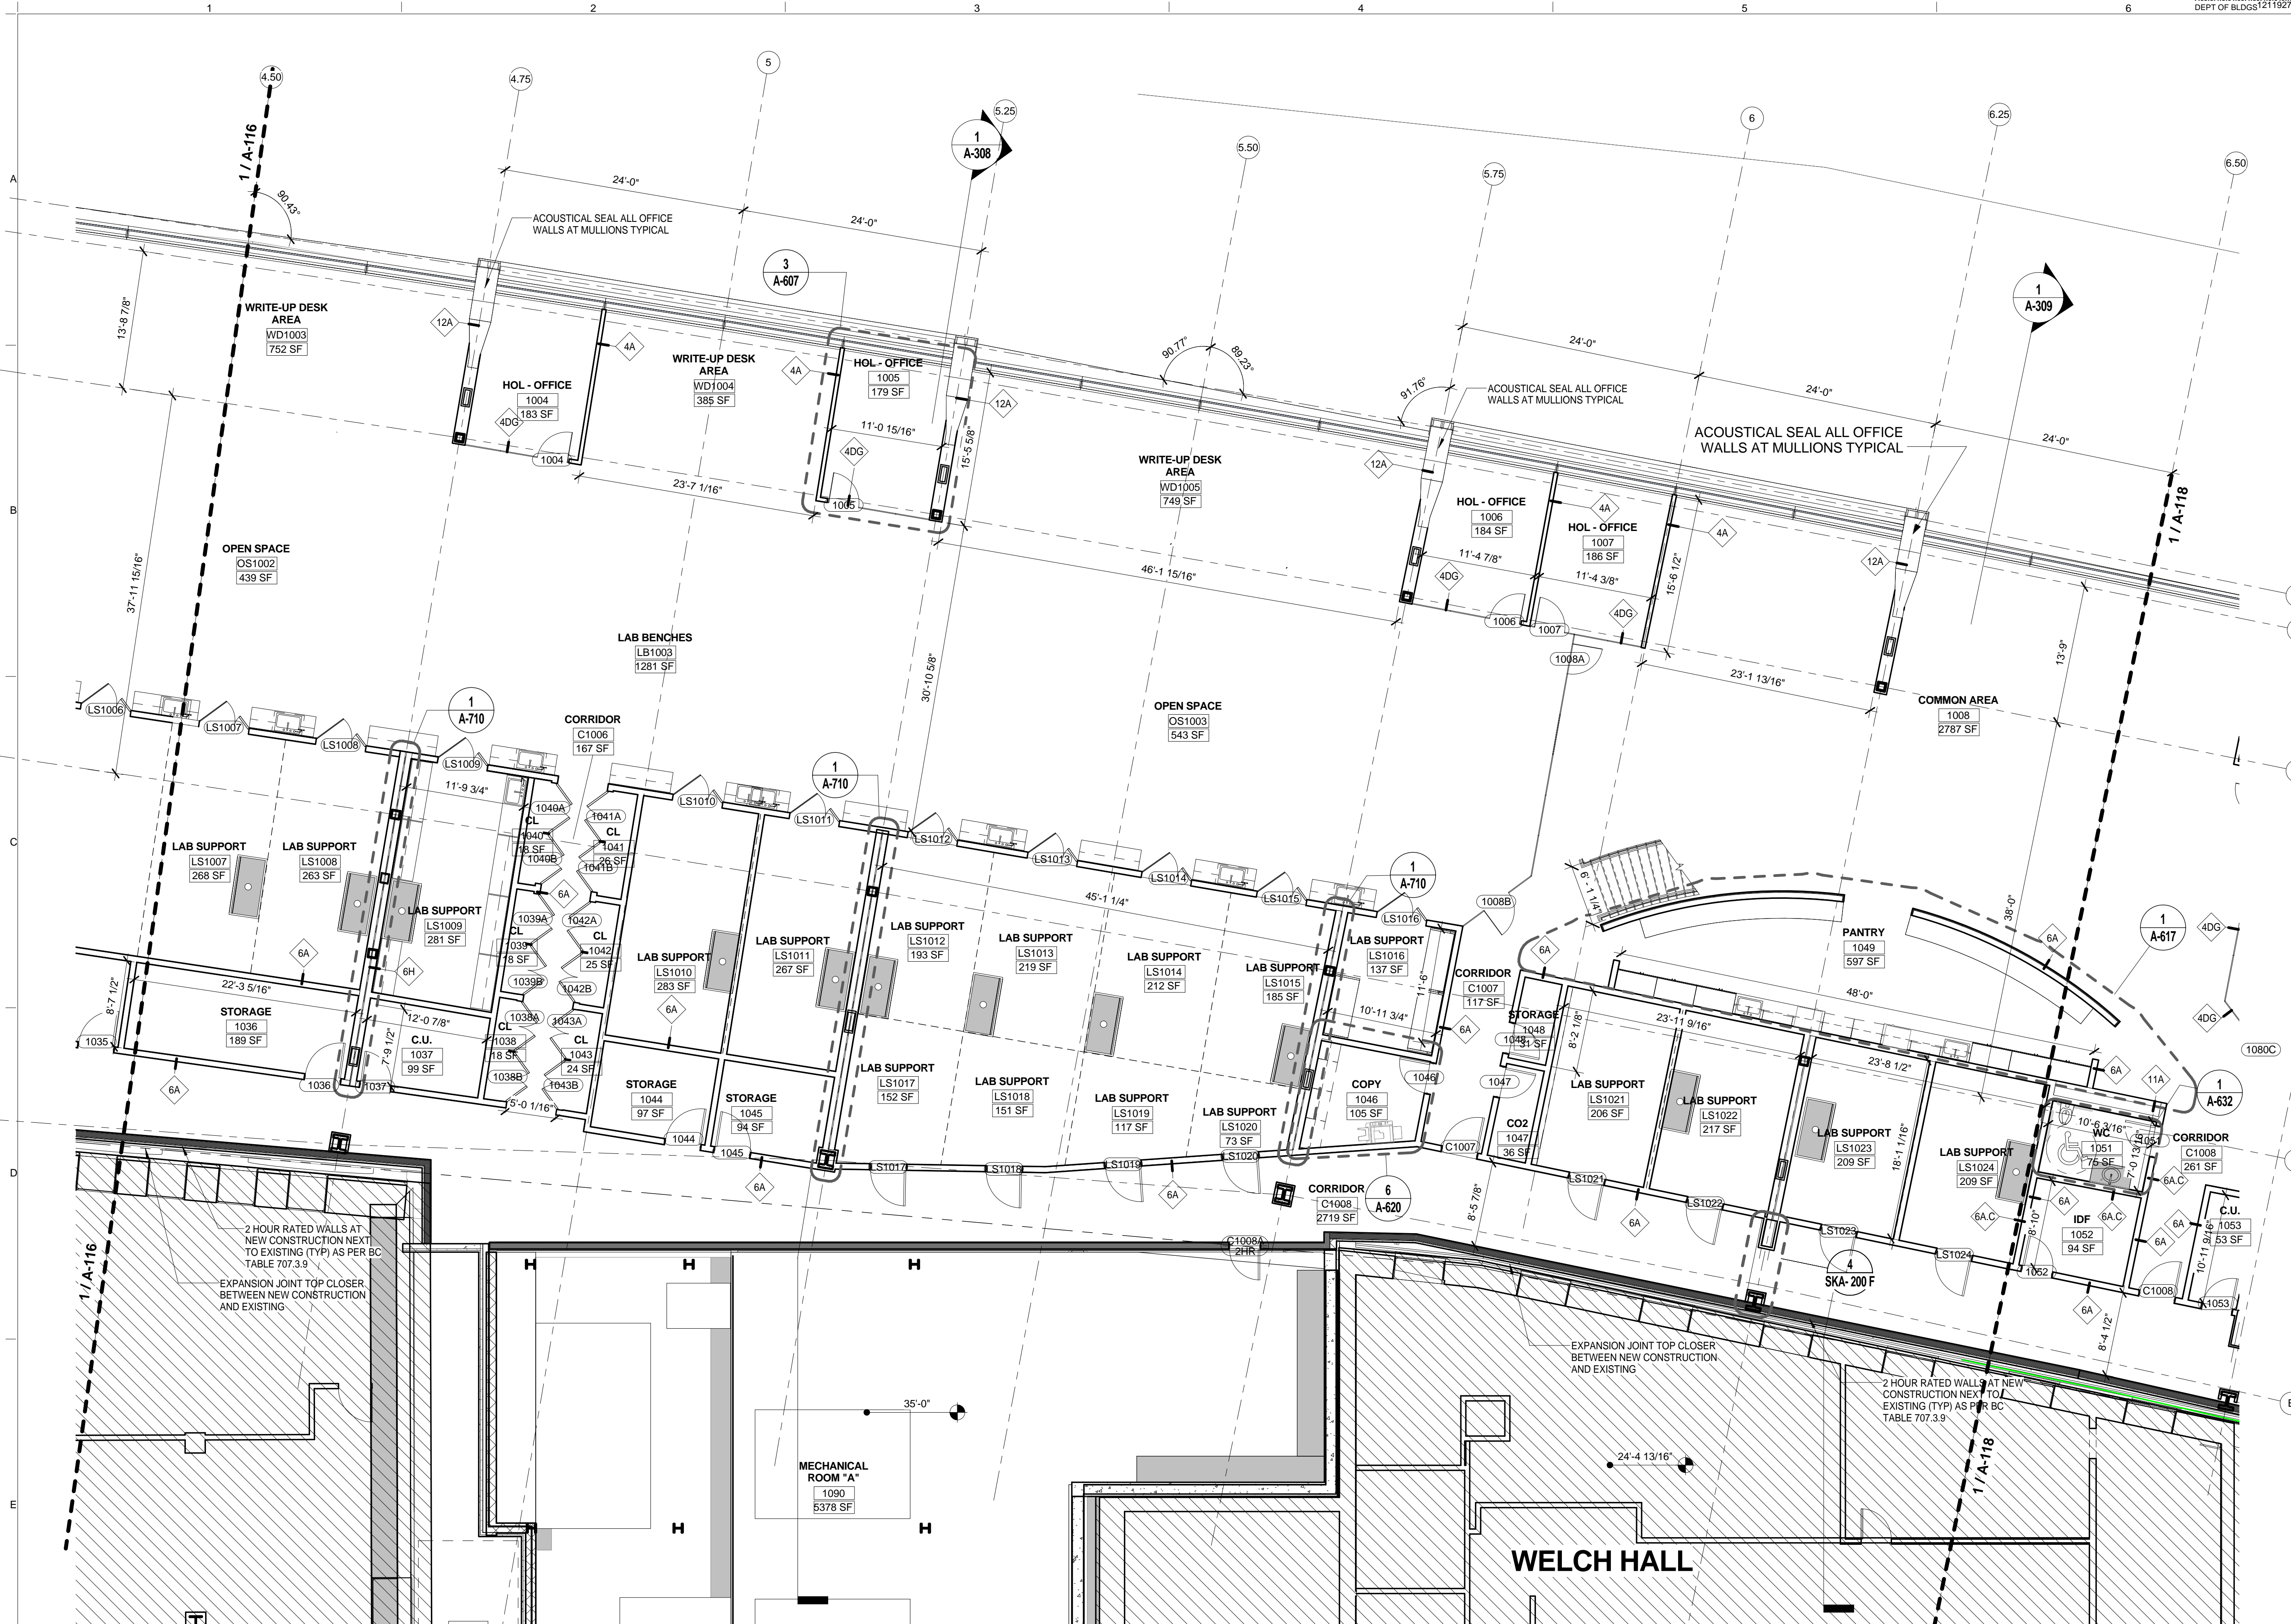 1
2
3
4
5
6
DEPT OF BLDGS
1211927
4.50
4.75
5
5.25
5.50
5.75
6
6.25
6.50
A
B
C
D
E
1 / A-116
90.43°
24'-0"
24'-0"
1
A-308
ACOUSTICAL SEAL ALL OFFICE
WALLS AT MULLIONS TYPICAL
3
A-607
13'-8 7/8"
WRITE-UP DESK
AREA
WD1003
752 SF
12A
HOL - OFFICE
1004
183 SF
4DG
1004
4A
WRITE-UP DESK
AREA
WD1004
385 SF
4A
HOL - OFFICE
1005
179 SF
11'-0 15/16"
4DG
1005
12A
15'-5 5/8"
23'-7 1/16"
90.77°
89.23°
91.76°
24'-0"
24'-0"
24'-0"
1
A-309
ACOUSTICAL SEAL ALL OFFICE
WALLS AT MULLIONS TYPICAL
ACOUSTICAL SEAL ALL OFFICE
WALLS AT MULLIONS TYPICAL
1 / A-118
WRITE-UP DESK
AREA
WD1005
749 SF
12A
HOL - OFFICE
1006
184 SF
4A
HOL - OFFICE
1007
186 SF
4A
11'-4 7/8"
11'-4 3/8"
15'-6 1/2"
4DG
4DG
1006
1007
1008A
12A
46'-1 15/16"
23'-1 13/16"
13'-9"
37'-11 15/16"
OPEN SPACE
OS1002
439 SF
LAB BENCHES
LB1003
1281 SF
30'-10 5/8"
OPEN SPACE
OS1003
543 SF
COMMON AREA
1008
2787 SF
LS1006
LS1007
LS1008
1
A-710
LS1009
CORRIDOR
C1006
167 SF
LS1010
1
A-710
LS1011
LS1012
LS1013
LS1014
LS1015
1
A-710
LS1016
1008B
11'-9 3/4"
1040A
CL
1040
18 SF
1040B
1041A
CL
1041
26 SF
1041B
6A
LAB SUPPORT
LS1007
268 SF
LAB SUPPORT
LS1008
263 SF
LAB SUPPORT
LS1009
281 SF
6A
6H
1039A
CL
1039
18 SF
1039B
1042A
CL
1042
25 SF
1042B
LAB SUPPORT
LS1010
283 SF
6A
LAB SUPPORT
LS1011
267 SF
45'-1 1/4"
LAB SUPPORT
LS1012
193 SF
LAB SUPPORT
LS1013
219 SF
LAB SUPPORT
LS1014
212 SF
LAB SUPPORT
LS1015
185 SF
LAB SUPPORT
LS1016
137 SF
11'-6"
10'-11 3/4"
6A
CORRIDOR
C1007
117 SF
6A
6'- 1 1/4"
PANTRY
1049
597 SF
38'-0"
6A
1
A-617
4DG
4DG
1080C
48'-0"
8'-7 1/2"
22'-3 5/16"
STORAGE
1036
189 SF
1035
6A
1036
12'-0 7/8"
7'-9 1/2"
C.U.
1037
99 SF
1037
1038A
CL
1038
18 SF
1038B
1043A
CL
1043
24 SF
1043B
5'-0 1/16"
STORAGE
1044
97 SF
1044
STORAGE
1045
94 SF
1045
6A
LAB SUPPORT
LS1017
152 SF
LAB SUPPORT
LS1018
151 SF
LAB SUPPORT
LS1019
117 SF
LAB SUPPORT
LS1020
73 SF
LS1017
LS1018
LS1019
LS1020
6A
COPY
1046
105 SF
1046
C1007
STORAGE
1048
31 SF
1048
1047
CO2
1047
36 SF
8'-2 1/8"
23'-11 9/16"
23'-8 1/2"
LAB SUPPORT
LS1021
206 SF
LAB SUPPORT
LS1022
217 SF
LAB SUPPORT
LS1023
209 SF
18'-1 1/16"
LAB SUPPORT
LS1024
209 SF
6A
11A
1
A-632
10'-6 3/16"
WC
1051
75 SF
1051
7'-0 13/16"
CORRIDOR
C1008
261 SF
6A.C
6A
6A.C
6A.C
8'-10"
IDF
1052
94 SF
6A
6A
C.U.
1053
53 SF
10'-11 9/16"
1052
C1008
1053
6A
8'-4 1/2"
CORRIDOR
C1008
2719 SF
6
A-620
8'-5 7/8"
LS1021
6A
LS1022
LS1023
LS1024
4
SKA- 200 F
C1008A
2HR
2 HOUR RATED WALLS AT
NEW CONSTRUCTION NEXT
TO EXISTING (TYP) AS PER BC
TABLE 707.3.9
EXPANSION JOINT TOP CLOSER
BETWEEN NEW CONSTRUCTION
AND EXISTING
1 / A-116
EXPANSION JOINT TOP CLOSER
BETWEEN NEW CONSTRUCTION
AND EXISTING
2 HOUR RATED WALLS AT NEW
CONSTRUCTION NEXT TO
EXISTING (TYP) AS PER BC
TABLE 707.3.9
35'-0"
24'-4 13/16"
1 / A-118
MECHANICAL
ROOM "A"
1090
5378 SF
WELCH HALL